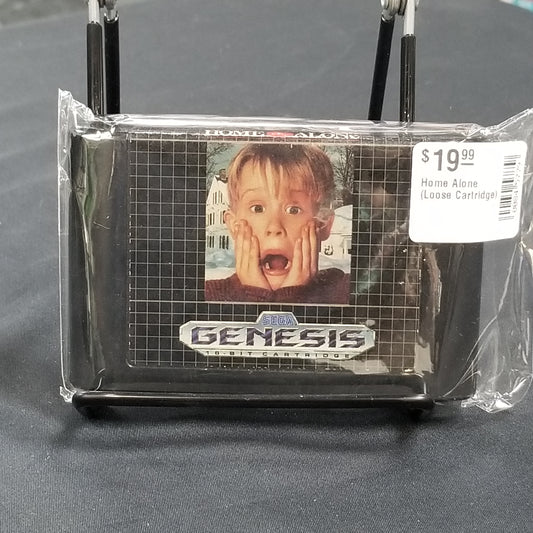 HOME ALONE
$19.99
Home Alone
(Loose Cartridge)
SEGA
GENESIS
16-BIT CARTRIDGE